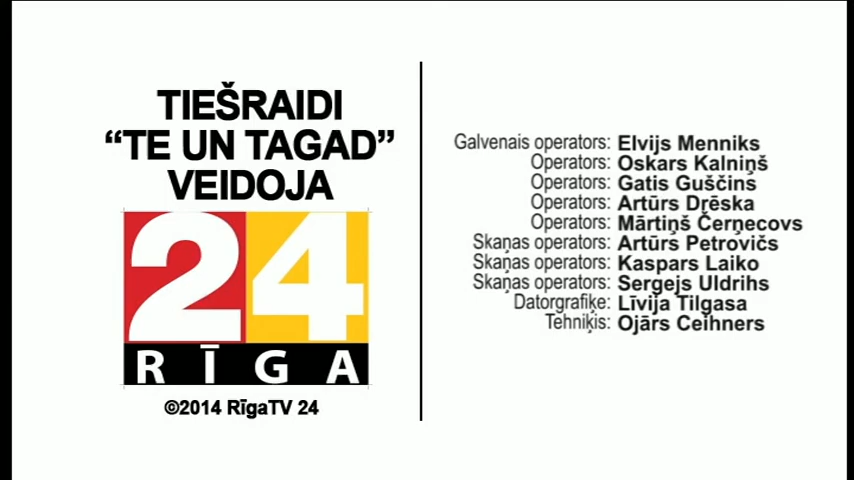 TIEŠRAIDI
“TE UN TAGAD”
VEIDOJA
24
RĪGA
©2014 RīgaTV 24
Galvenais operators: Elvijs Menniks
Operators: Oskars Kalniņš
Operators: Gatis Guščins
Operators: Artūrs Drēska
Operators: Mārtiņš Čerņecovs
Skaņas operators: Artūrs Petrovičs
Skaņas operators: Kaspars Laiko
Skaņas operators: Sergejs Uldrihs
Datorgrafiķe: Līvija Tilgasa
Tehniķis: Ojārs Ceihners